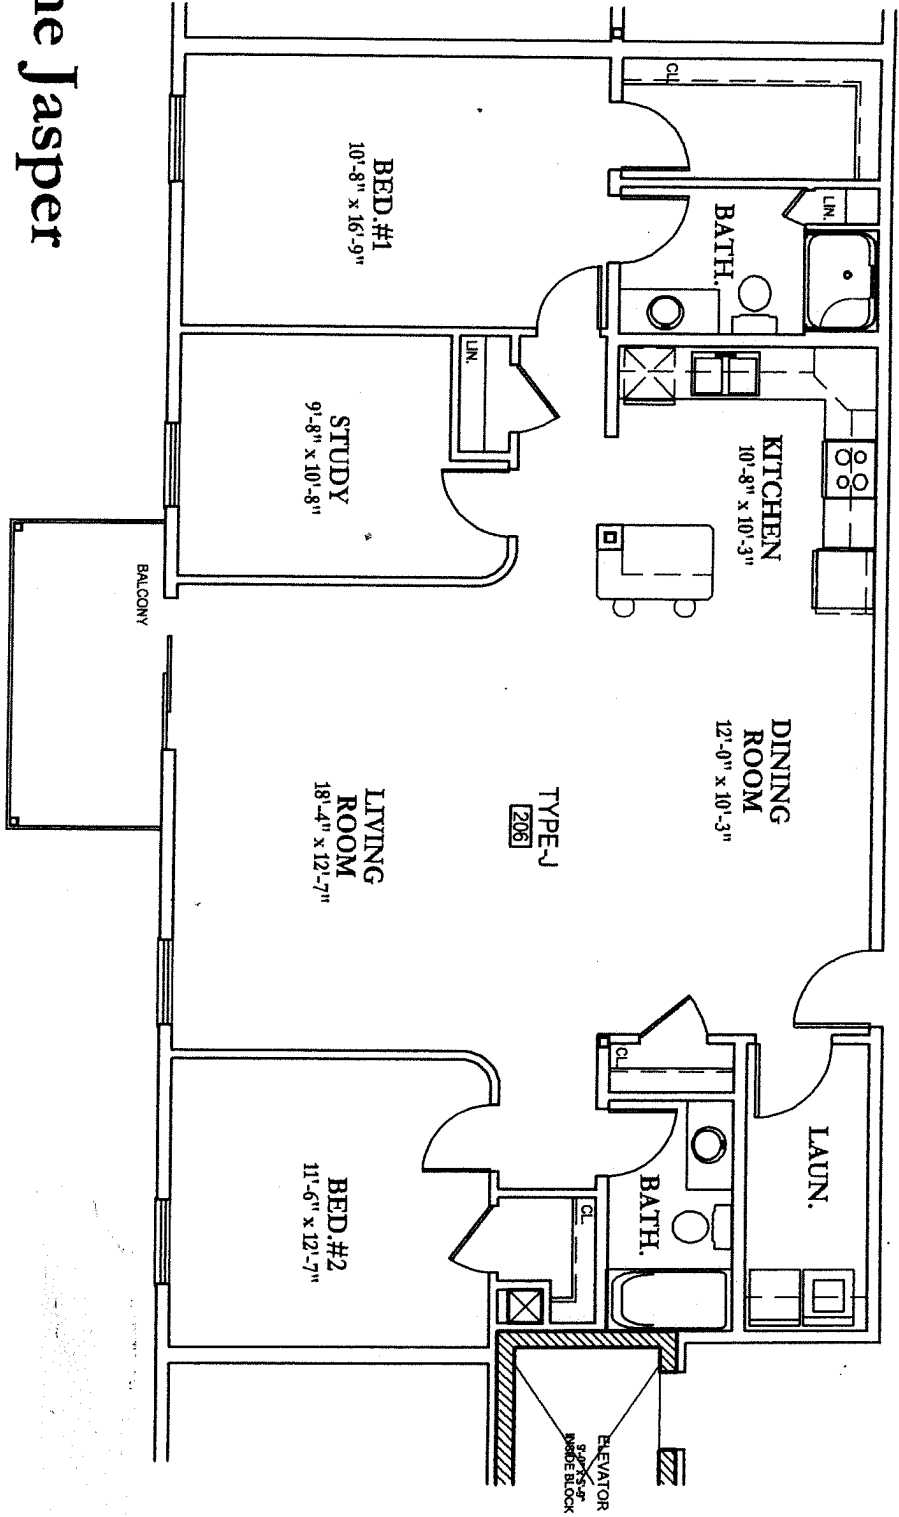 Jasper
CL.
BED.#1
10'-8" x 16'-9"
BATH.
LIN.
LIN.
STUDY
9'-8" x 10'-8"
KITCHEN
10'-8" x 10'-3"
BALCONY
DINING
ROOM
12'-0" x 10'-3"
TYPE-J
206
LIVING
ROOM
18'-4" x 12'-7"
CL.
LAUN.
BATH.
BED.#2
11'-6" x 12'-7"
CL.
ELEVATOR
INSIDE BLOCK